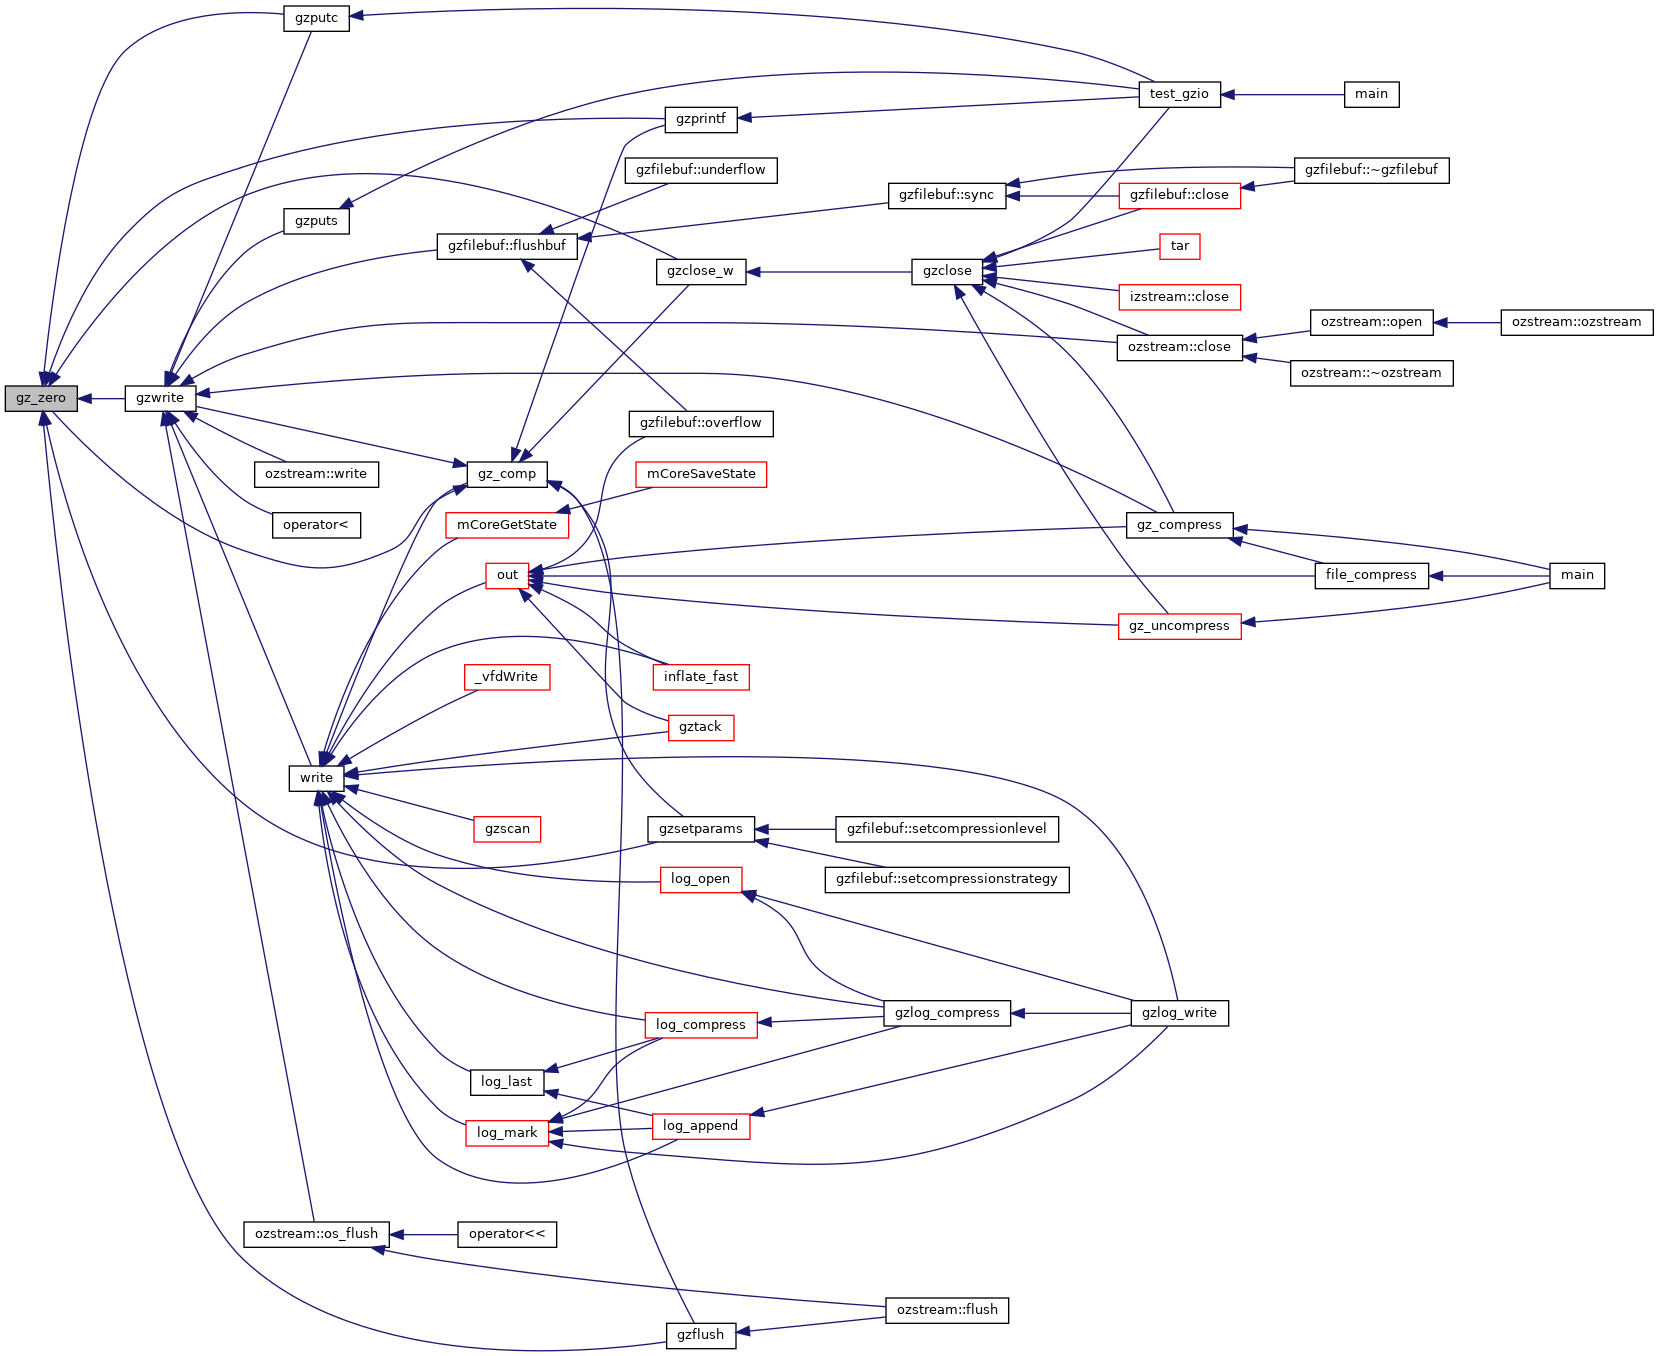 gzputc
test_gzio
main
gzprintf
gzfilebuf::underflow
gzfilebuf::~gzfilebuf
gzfilebuf::sync
gzfilebuf::close
gzputs
gzfilebuf::flushbuf
tar
gzclose_w
gzclose
izstream::close
ozstream::open
ozstream::ozstream
ozstream::close
ozstream::~ozstream
gz_zero
gzwrite
gzfilebuf::overflow
ozstream::write
gz_comp
mCoreSaveState
operator<
mCoreGetState
gz_compress
out
file_compress
main
gz_uncompress
_vfdWrite
inflate_fast
gztack
write
gzscan
gzsetparams
gzfilebuf::setcompressionlevel
log_open
gzfilebuf::setcompressionstrategy
gzlog_compress
gzlog_write
log_compress
log_last
log_mark
log_append
ozstream::os_flush
operator<<
ozstream::flush
gzflush